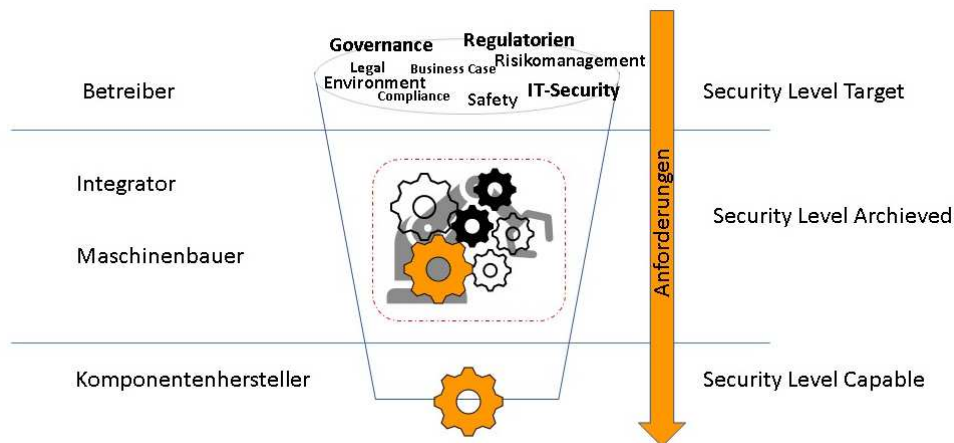 Governance
Regulatorien
Legal
Business Case
Risikomanagement
Environment
Compliance
Safety
IT-Security
Betreiber
Security Level Target
Integrator
Maschinenbauer
Anforderungen
Security Level Archieved
Komponentenhersteller
Security Level Capable